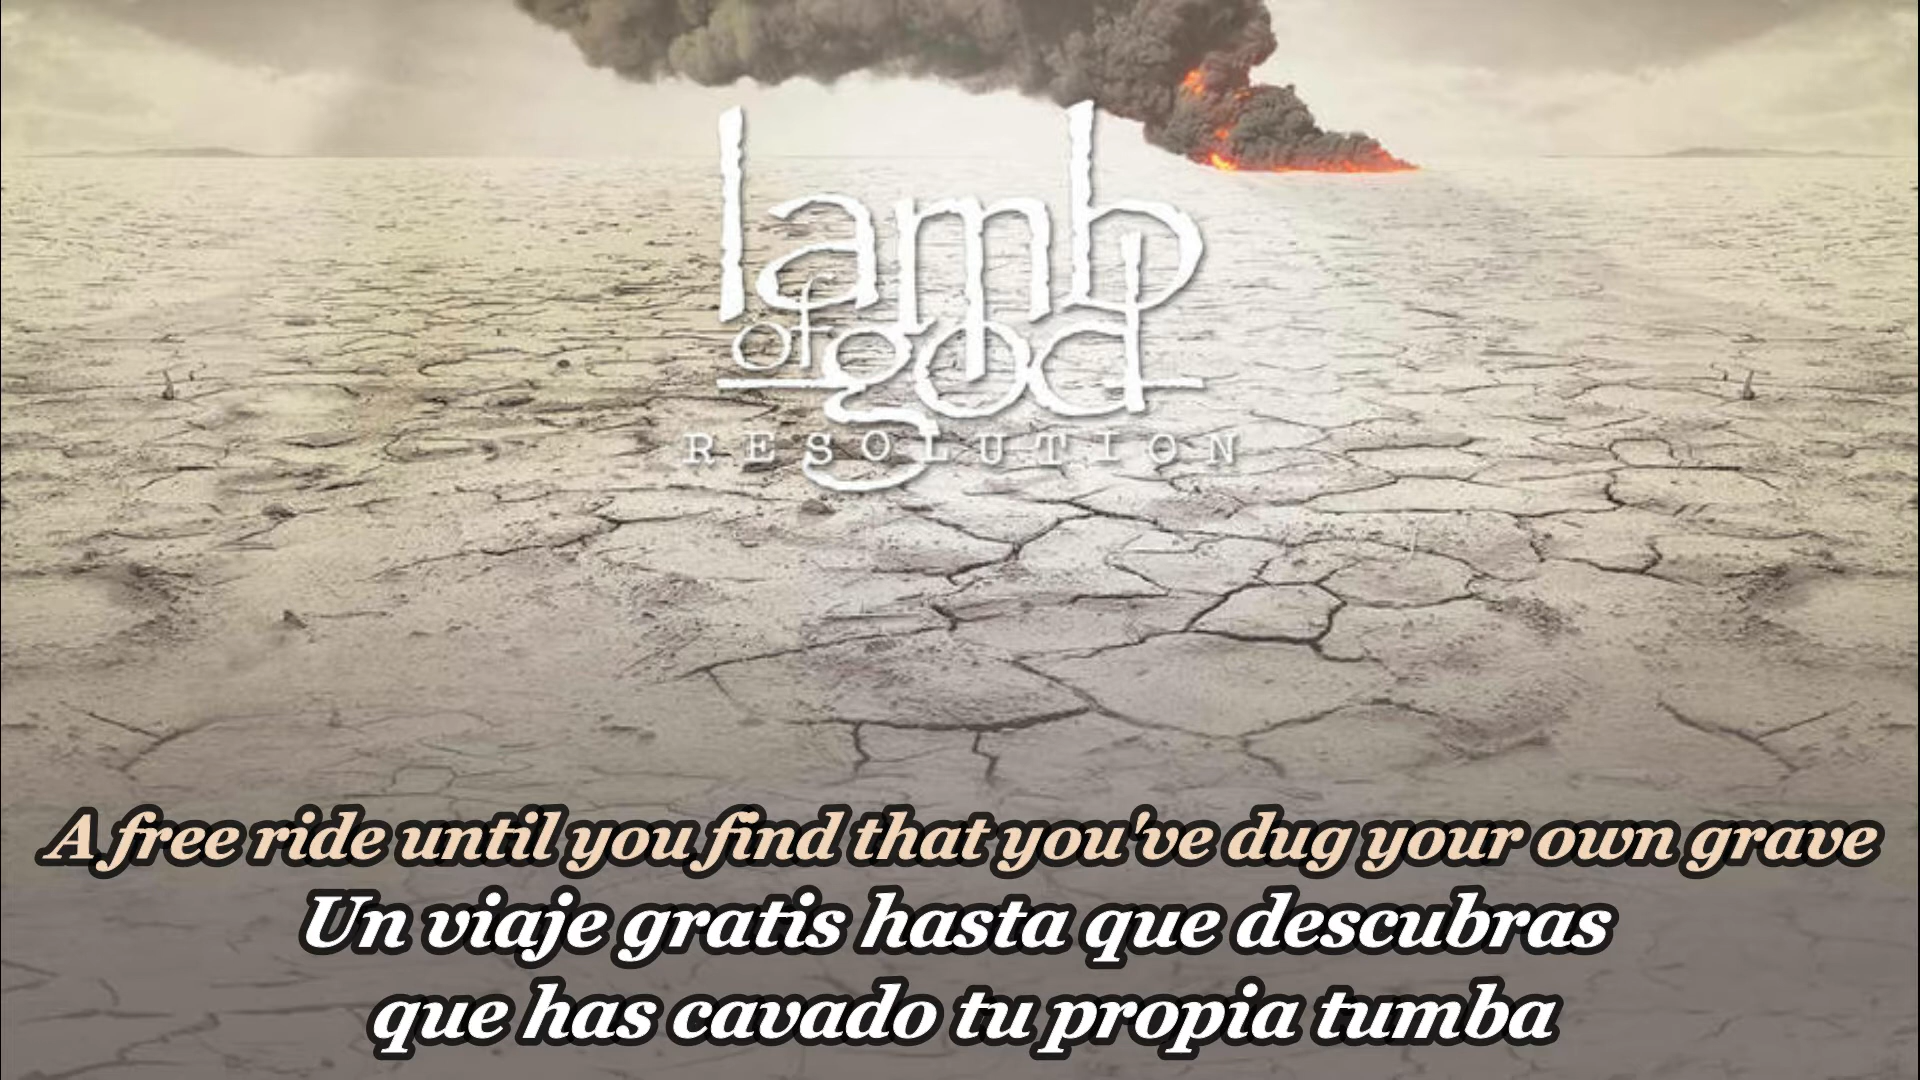 lamb
of god
RESOLUTION
A free ride until you find that you've dug your own grave
Un viaje gratis hasta que descubras
que has cavado tu propia tumba